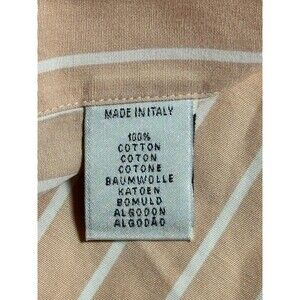 MADE IN ITALY
100%
COTTON
COTON
COTONE
BAUMWOLLE
KATOEN
BOMULD
ALGODON
ALGODÃO